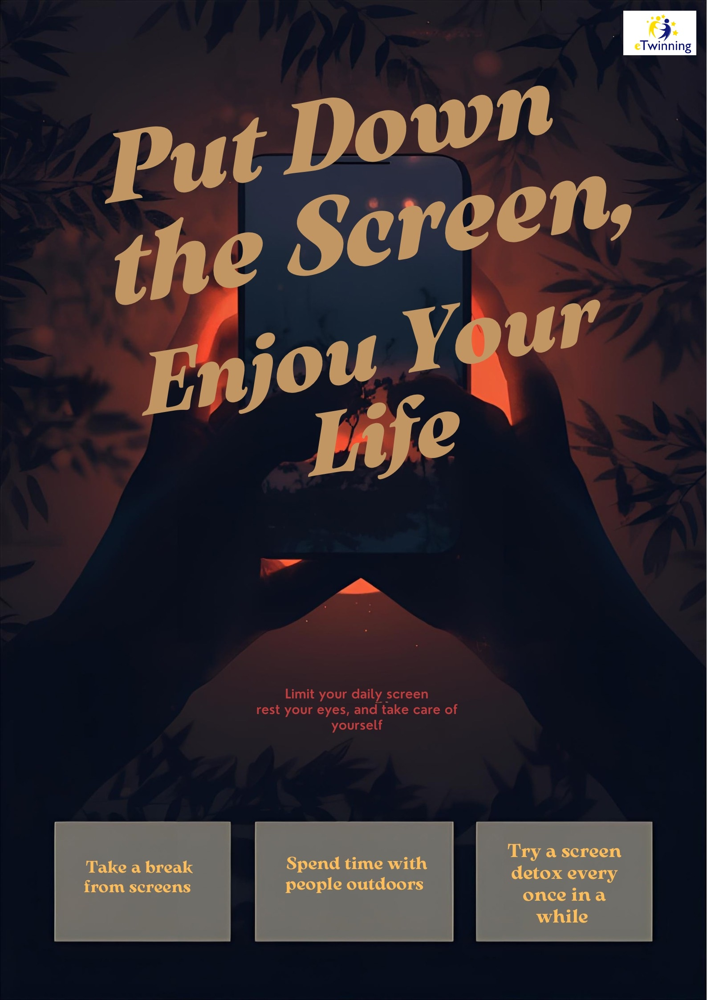 eTwinning
Put Down
the Screen,
Enjou Your
Life
Limit your daily screen
rest your eyes, and take care of
yourself
Take a break
from screens
Spend time with
people outdoors
Try a screen
detox every
once in a
while